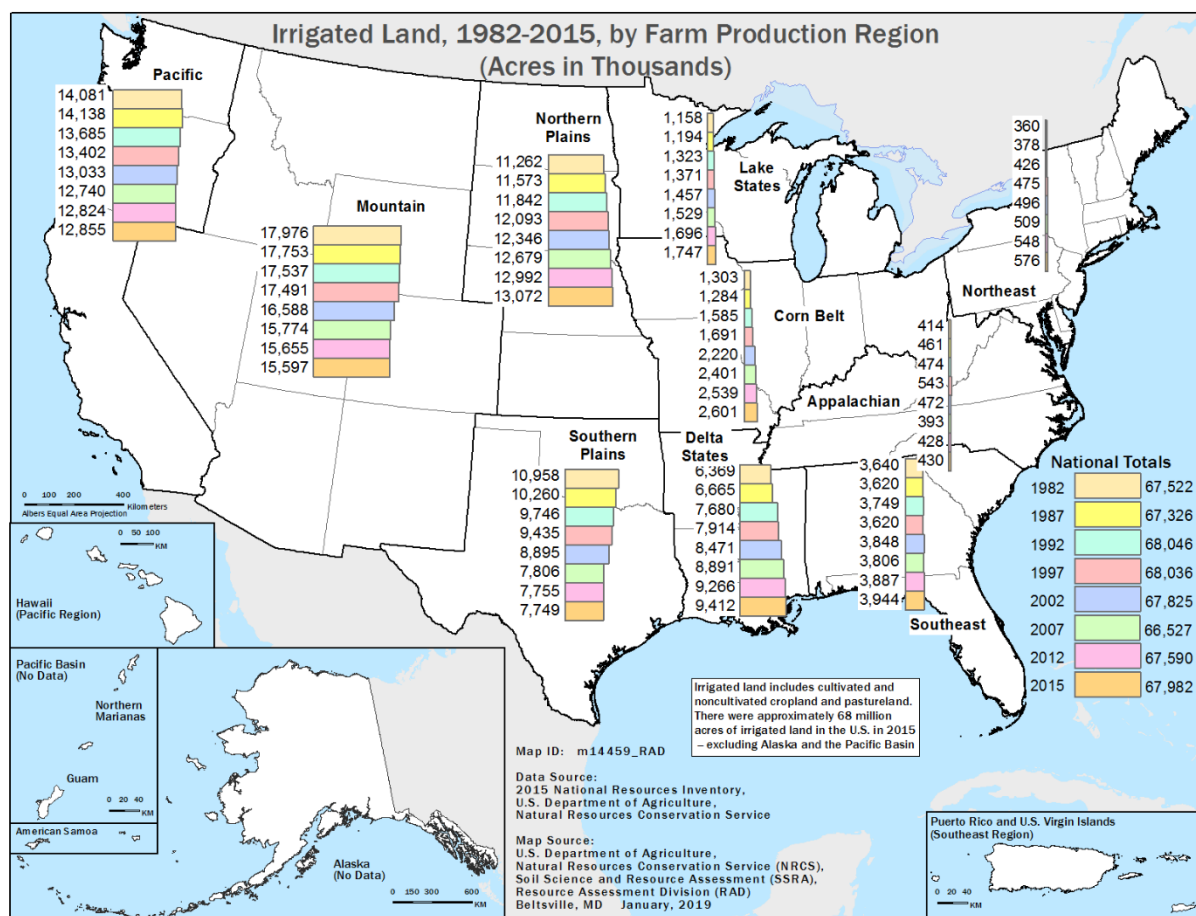 Irrigated Land, 1982-2015, by Farm Production Region
(Acres in Thousands)
Pacific
14,081
14,138
13,685
13,402
13,033
12,740
12,824
12,855
Mountain
17,976
17,753
17,537
17,491
16,588
15,774
15,655
15,597
Northern
Plains
11,262
11,573
11,842
12,093
12,346
12,679
12,992
13,072
Lake
States
1,158
1,194
1,323
1,371
1,457
1,529
1,696
1,747
Corn Belt
1,303
1,284
1,585
1,691
2,220
2,401
2,539
2,601
360
378
426
475
496
509
548
576
Northeast
Appalachian
414
461
474
543
472
393
428
430
Southern
Plains
10,958
10,260
9,746
9,435
8,895
7,806
7,755
7,749
Delta
States
6,369
6,665
7,680
7,914
8,471
8,891
9,266
9,412
3,640
3,620
3,749
3,620
3,848
3,806
3,887
3,944
Southeast
National Totals
1982 67,522
1987 67,326
1992 68,046
1997 68,036
2002 67,825
2007 66,527
2012 67,590
2015 67,982
0 100 200 400
Kilometers
Albers Equal Area Projection
0 50 100
KM
Hawaii
(Pacific Region)
Pacific Basin
(No Data)
Northern
Marianas
Guam
0 20 40
KM
American Samoa
0 20 40
KM
Alaska
(No Data)
0 150 300 600
KM
Irrigated land includes cultivated and
noncultivated cropland and pastureland.
There were approximately 68 million
acres of irrigated land in the U.S. in 2015
– excluding Alaska and the Pacific Basin
Map ID: m14459_RAD
Data Source:
2015 National Resources Inventory,
U.S. Department of Agriculture,
Natural Resources Conservation Service
Map Source:
U.S. Department of Agriculture,
Natural Resources Conservation Service (NRCS),
Soil Science and Resource Assessment (SSRA),
Resource Assessment Division (RAD)
Beltsville, MD January, 2019
Puerto Rico and U.S. Virgin Islands
(Southeast Region)
0 20 40
KM